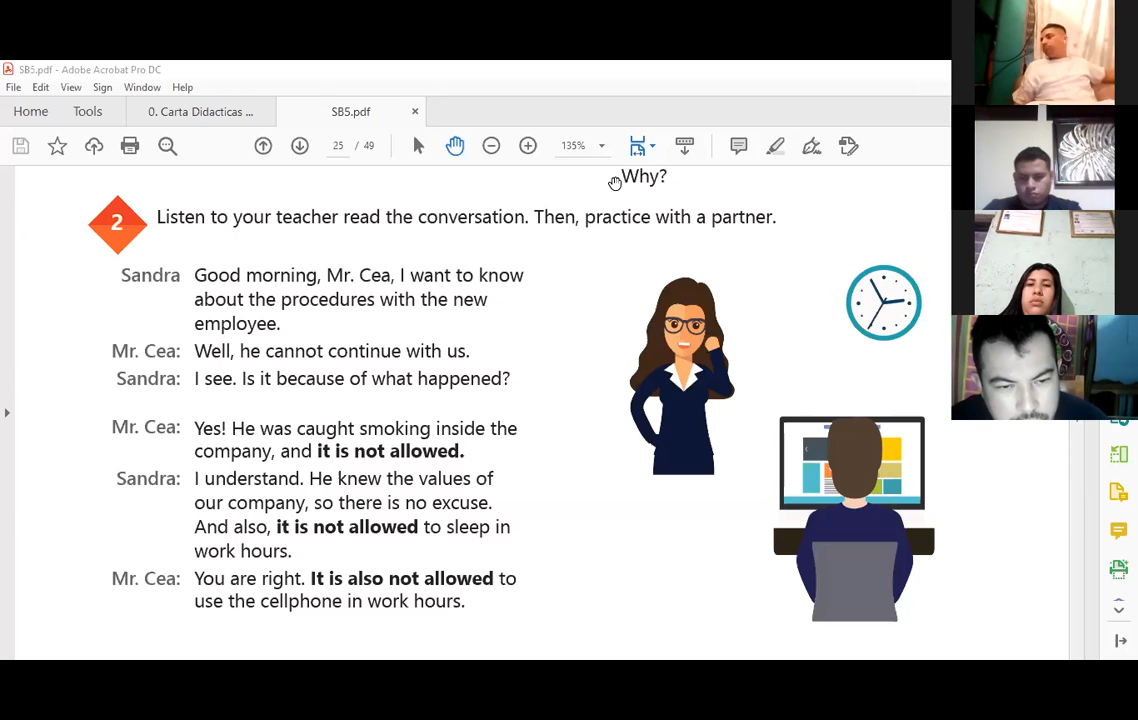 SB5.pdf - Adobe Acrobat Pro DC
File Edit View Sign Window Help
Home Tools 0. Carta Didacticas ... SB5.pdf ×
25 / 49 135%
Why?
2 Listen to your teacher read the conversation. Then, practice with a partner.
Sandra Good morning, Mr. Cea, I want to know
about the procedures with the new
employee.
Mr. Cea: Well, he cannot continue with us.
Sandra: I see. Is it because of what happened?
Mr. Cea: Yes! He was caught smoking inside the
company, and it is not allowed.
Sandra: I understand. He knew the values of
our company, so there is no excuse.
And also, it is not allowed to sleep in
work hours.
Mr. Cea: You are right. It is also not allowed to
use the cellphone in work hours.